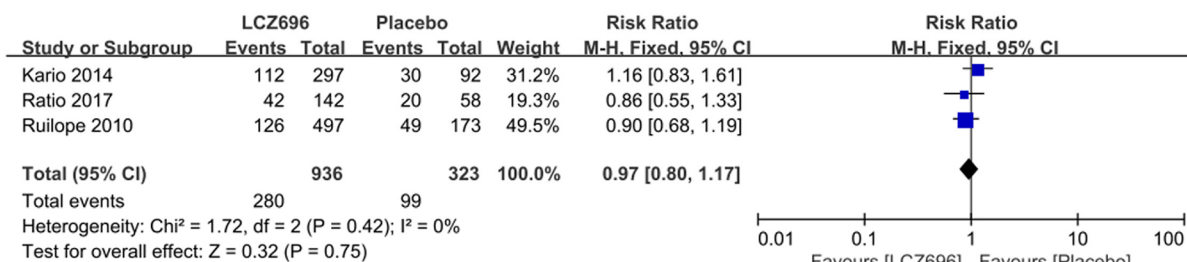 LCZ696 Placebo Risk Ratio Risk Ratio
Study or Subgroup Events Total Events Total Weight M-H, Fixed, 95% CI M-H, Fixed, 95% CI
Kario 2014 112 297 30 92 31.2% 1.16 [0.83, 1.61]
Ratio 2017 42 142 20 58 19.3% 0.86 [0.55, 1.33]
Ruilope 2010 126 497 49 173 49.5% 0.90 [0.68, 1.19]
Total (95% CI) 936 323 100.0% 0.97 [0.80, 1.17]
Total events 280 99
Heterogeneity: Chi² = 1.72, df = 2 (P = 0.42); I² = 0%
Test for overall effect: Z = 0.32 (P = 0.75)
0.01 0.1 1 10 100
Favours [LCZ696] Favours [Placebo]